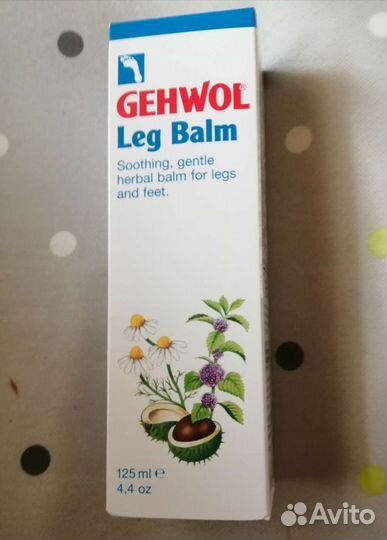 GEHWOL®
Leg Balm
Soothing, gentle
herbal balm for legs
and feet.
125 ml ℮
4,4 oz
Avito